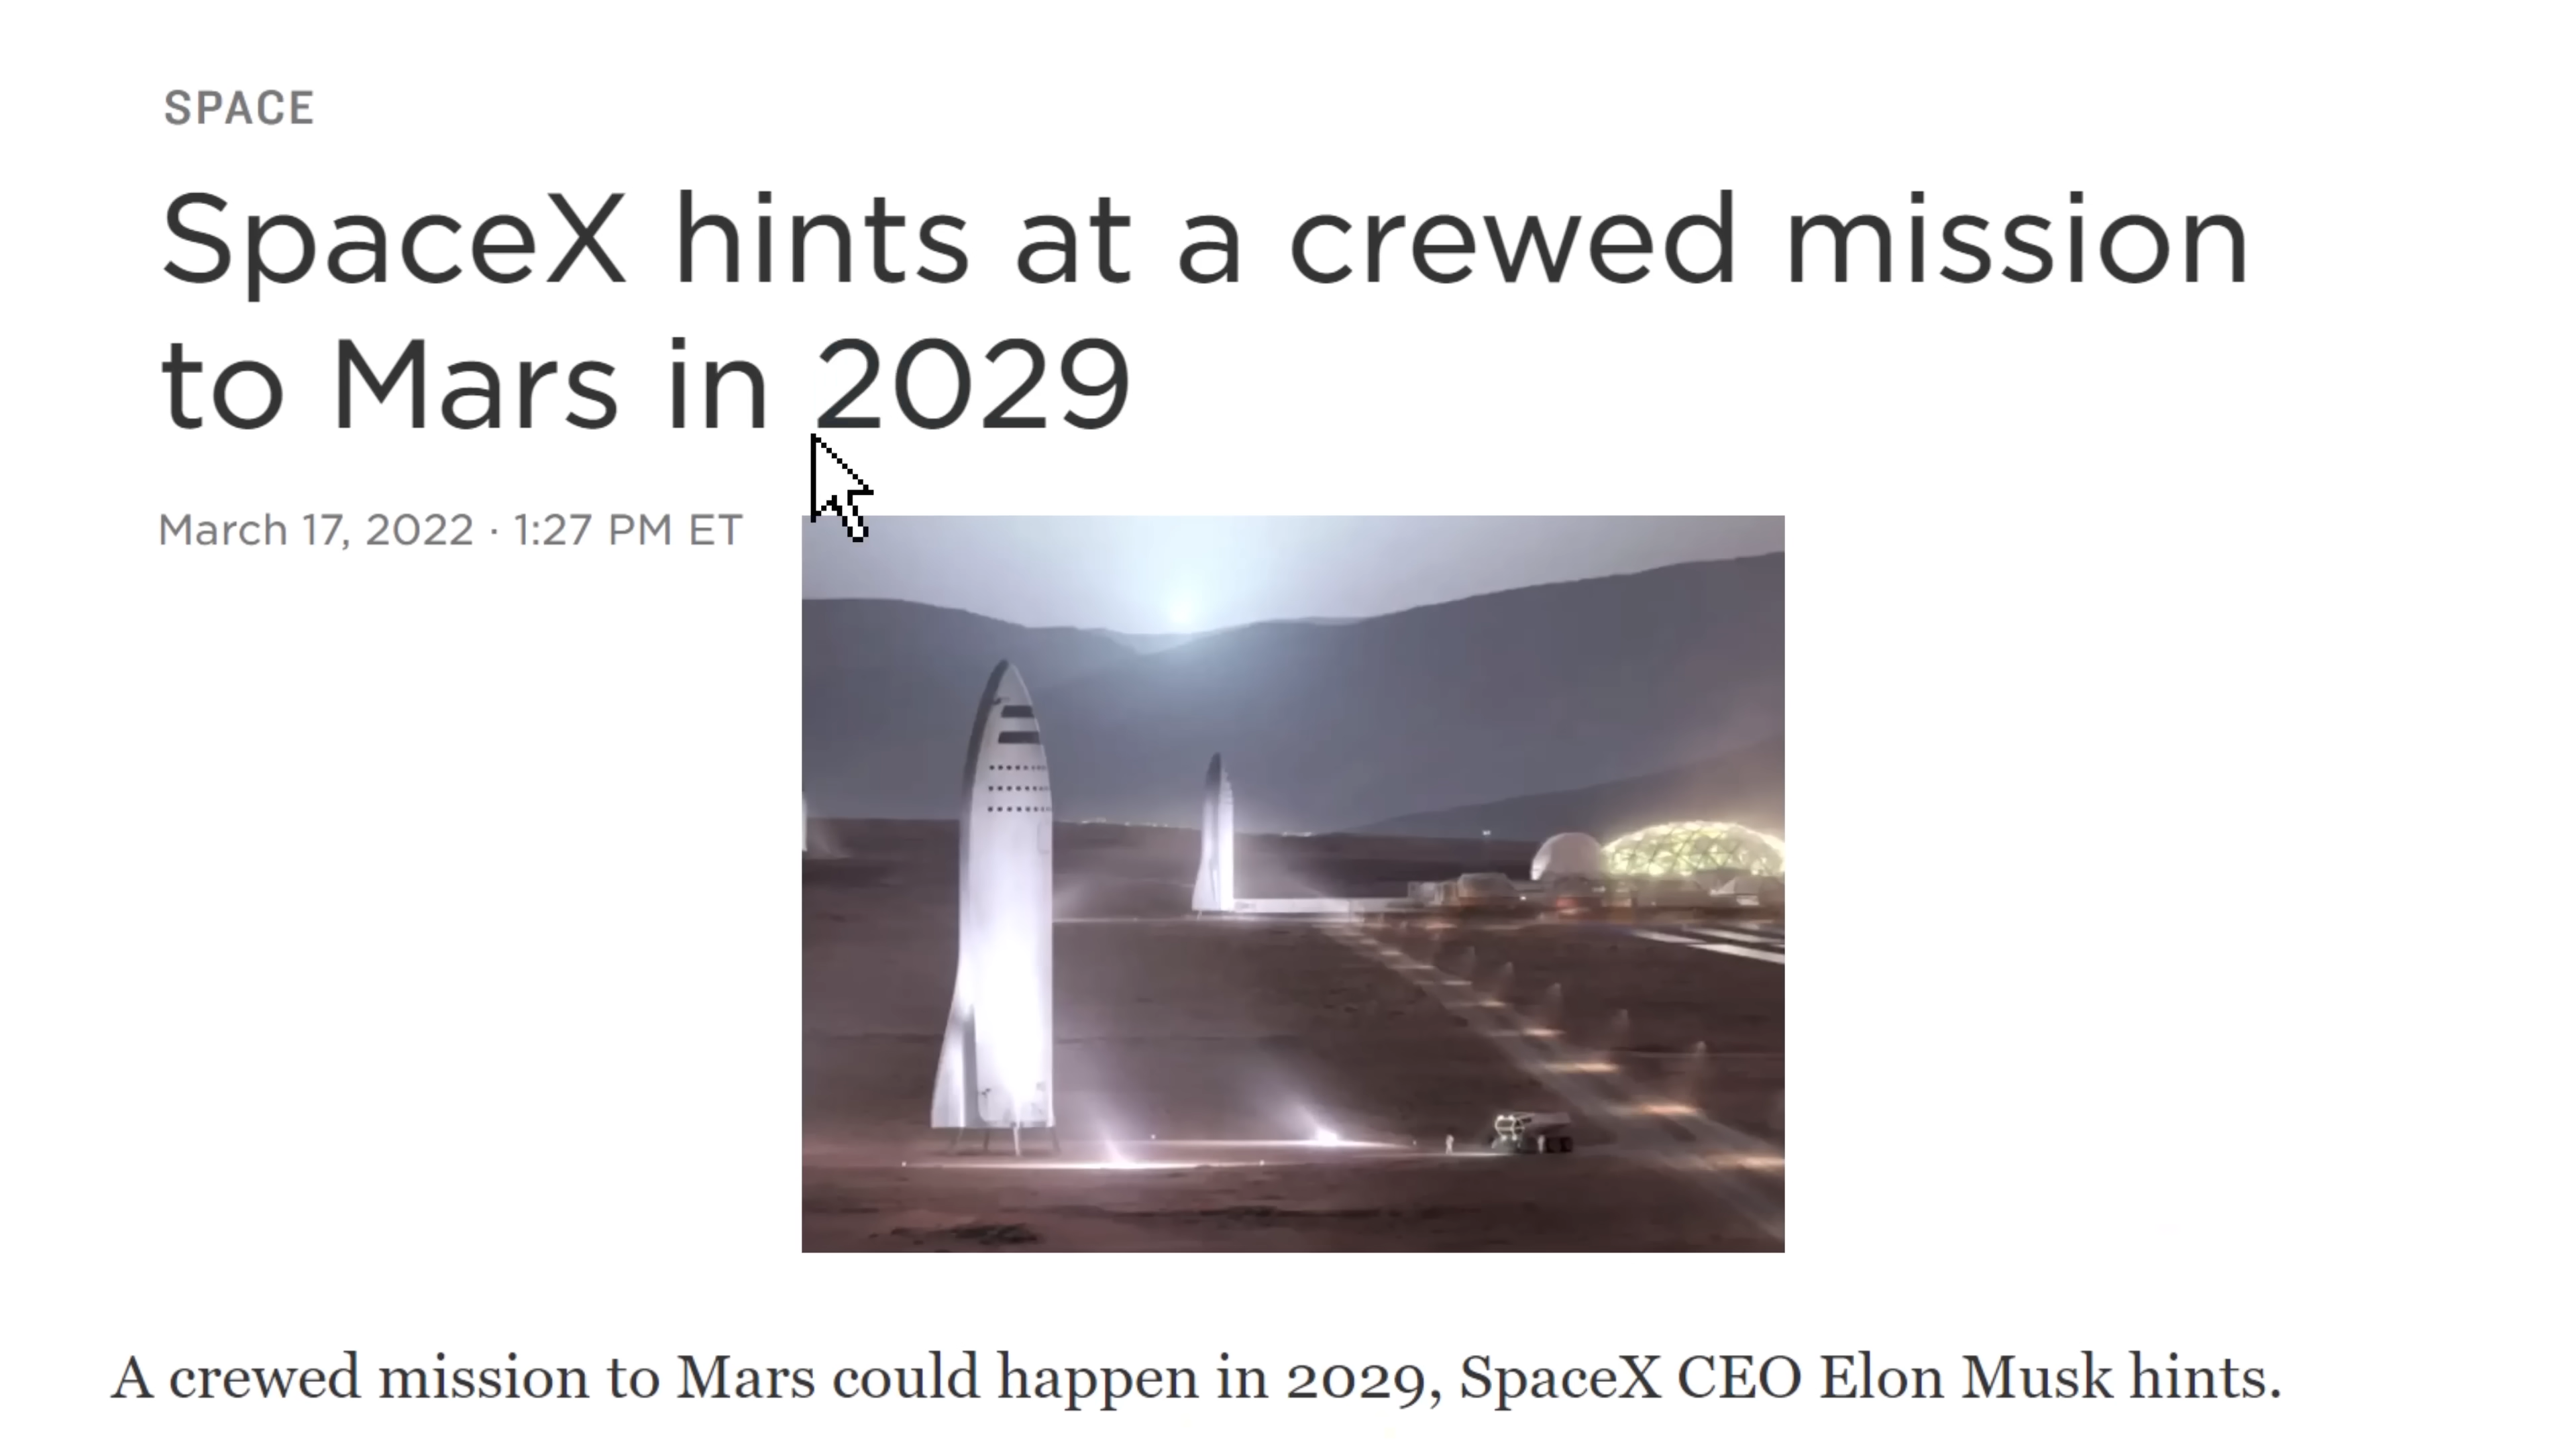 SPACE
SpaceX hints at a crewed mission
to Mars in 2029
March 17, 2022 · 1:27 PM ET
A crewed mission to Mars could happen in 2029, SpaceX CEO Elon Musk hints.